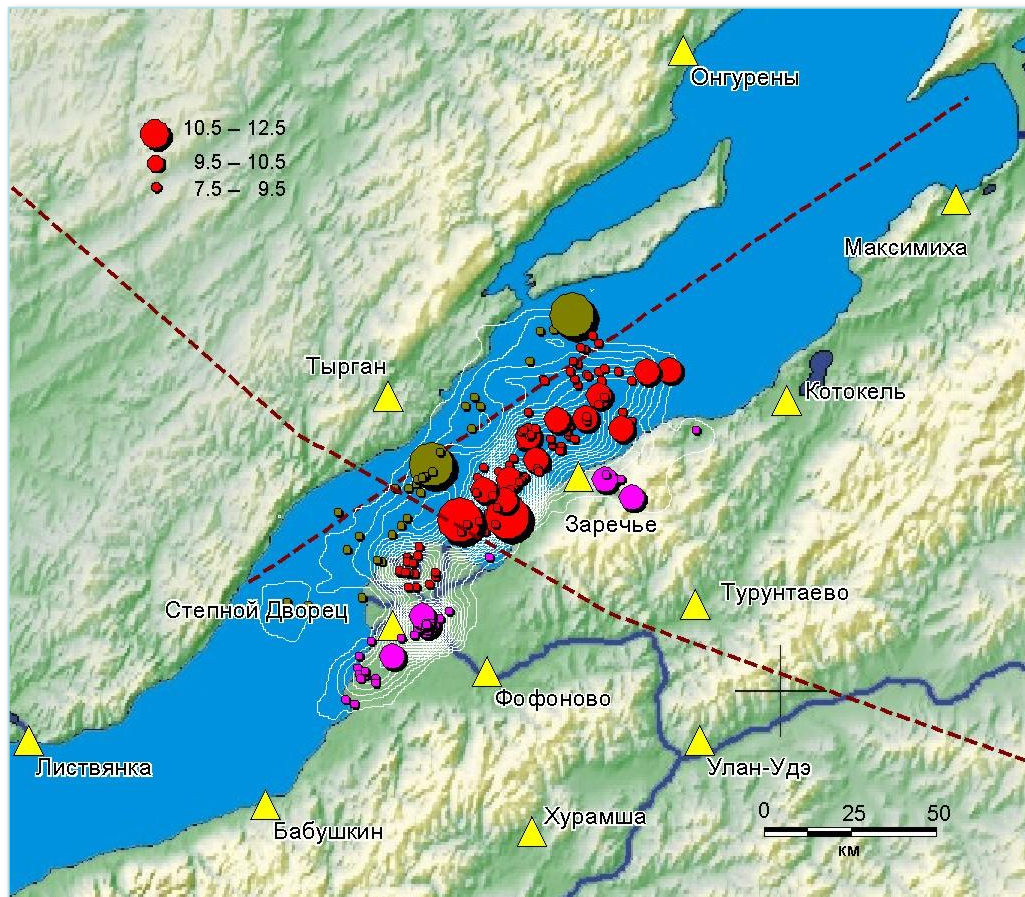 Онгурены
10.5 – 12.5
9.5 – 10.5
7.5 – 9.5
Максимиха
Тырган
Котокель
Заречье
Турунтаево
Степной Дворец
Фофоново
Листвянка
Улан-Удэ
Хурамша
Бабушкин
0 25 50
км